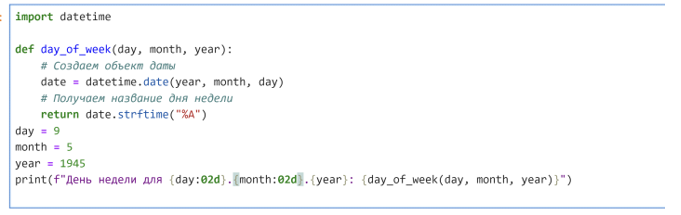 import datetime
def day_of_week(day, month, year):
# Создаем объект даты
date = datetime.date(year, month, day)
# Получаем название дня недели
return date.strftime("%A")
day = 9
month = 5
year = 1945
print(f"День недели для {day:02d}.{month:02d}.{year}: {day_of_week(day, month, year)}")